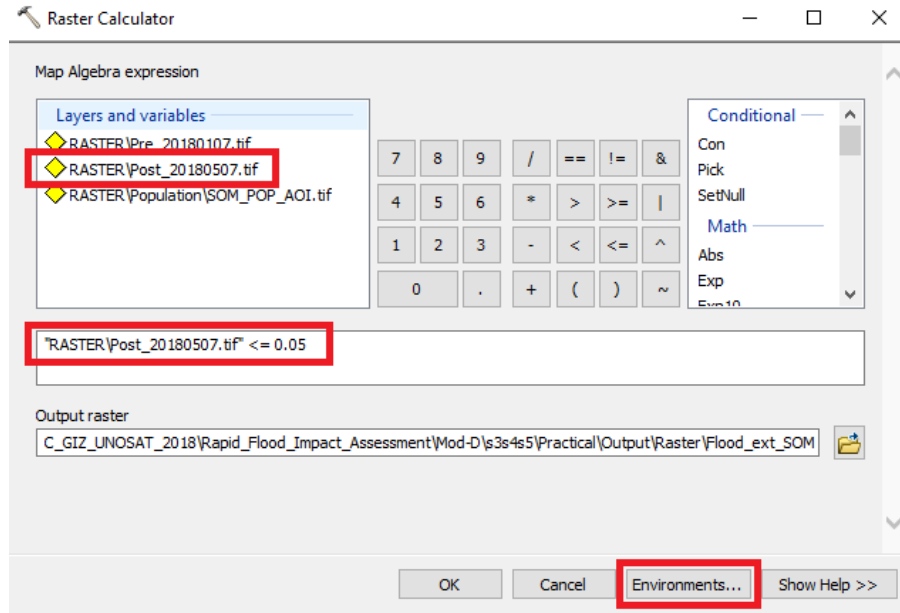 Raster Calculator
Map Algebra expression
Layers and variables
RASTER\Pre_20180107.tif
RASTER\Post_20180507.tif
RASTER\Population\SOM_POP_AOI.tif
7 8 9 / == != &
4 5 6 * > >= |
1 2 3 - < <= ^
0 . + ( ) ~
Conditional
Con
Pick
SetNull
Math
Abs
Exp
Exp10
"RASTER\Post_20180507.tif" <= 0.05
Output raster
C_GIZ_UNOSAT_2018\Rapid_Flood_Impact_Assessment\Mod-D\s3s4s5\Practical\Output\Raster\Flood_ext_SOM
OK Cancel Environments... Show Help >>